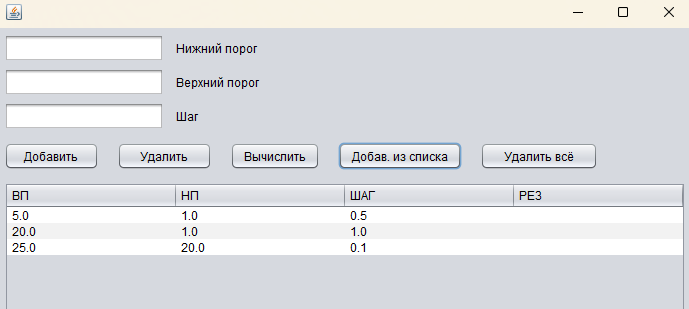 Нижний порог
Верхний порог
Шаг
Добавить Удалить Вычислить Добав. из списка Удалить всё
ВП НП ШАГ РЕЗ
5.0 1.0 0.5
20.0 1.0 1.0
25.0 20.0 0.1